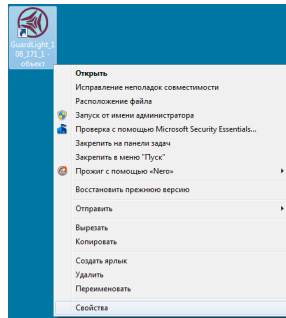 GuardLight_1
08_171_1 -
объект
Открыть
Исправление неполадок совместимости
Расположение файла
Запуск от имени администратора
Проверка с помощью Microsoft Security Essentials...
Закрепить на панели задач
Закрепить в меню "Пуск"
Прожиг с помощью «Nero»
Восстановить прежнюю версию
Отправить
Вырезать
Копировать
Создать ярлык
Удалить
Переименовать
Свойства